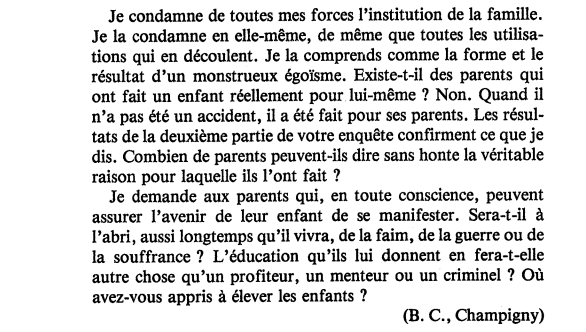 Je condamne de toutes mes forces l'institution de la famille.
Je la condamne en elle-même, de même que toutes les utilisa-
tions qui en découlent. Je la comprends comme la forme et le
résultat d'un monstrueux égoïsme. Existe-t-il des parents qui
ont fait un enfant réellement pour lui-même ? Non. Quand il
n'a pas été un accident, il a été fait pour ses parents. Les résul-
tats de la deuxième partie de votre enquête confirment ce que je
dis. Combien de parents peuvent-ils dire sans honte la véritable
raison pour laquelle ils l'ont fait ?
Je demande aux parents qui, en toute conscience, peuvent
assurer l'avenir de leur enfant de se manifester. Sera-t-il à
l'abri, aussi longtemps qu'il vivra, de la faim, de la guerre ou de
la souffrance ? L'éducation qu'ils lui donnent en fera-t-elle
autre chose qu'un profiteur, un menteur ou un criminel ? Où
avez-vous appris à élever les enfants ?
(B. C., Champigny)